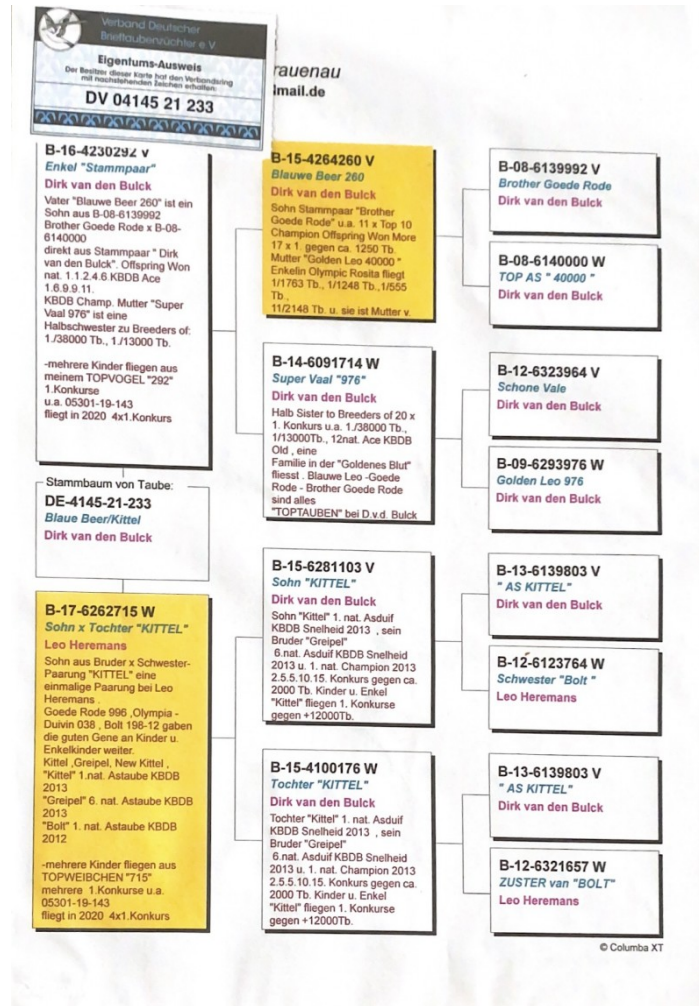 Verband Deutscher
Brieftaubenzüchter e.V.
Eigentums-Ausweis
Der Besitzer dieser Karte hat den Verbandsring
mit nachstehenden Zeichen erhalten:
DV 04145 21 233
rauenau
lmail.de
B-16-4230292 V
Enkel "Stammpaar"
Dirk van den Bulck
Vater "Blauwe Beer 260" ist ein
Sohn aus B-08-6139992
Brother Goede Rode x B-08-
6140000
direkt aus Stammpaar " Dirk
van den Bulck". Offspring Won
nat. 1.1.2.4.6.KBDB Ace
1.6.9.9.11.
KBDB Champ. Mutter "Super
Vaal 976" ist eine
Halbschwester zu Breeders of:
1./38000 Tb., 1./13000 Tb.
-mehrere Kinder fliegen aus
meinem TOPVOGEL "292"
1.Konkurse
u.a. 05301-19-143
fliegt in 2020 4x1.Konkurs
Stammbaum von Taube:
DE-4145-21-233
Blaue Beer/Kittel
Dirk van den Bulck
B-17-6262715 W
Sohn x Tochter "KITTEL"
Leo Heremans
Sohn aus Bruder x Schwester-
Paarung "KITTEL" eine
einmalige Paarung bei Leo
Heremans .
Goede Rode 996 ,Olympia -
Duivin 038 , Bolt 198-12 gaben
die guten Gene an Kinder u.
Enkelkinder weiter.
Kittel ,Greipel, New Kittel ,
"Kittel" 1.nat. Astaube KBDB
2013
"Greipel" 6. nat. Astaube KBDB
2013
"Bolt" 1. nat. Astaube KBDB
2012
-mehrere Kinder fliegen aus
TOPWEIBCHEN "715"
mehrere 1.Konkurse u.a.
05301-19-143
fliegt in 2020 4x1.Konkurs
B-15-4264260 V
Blauwe Beer 260
Dirk van den Bulck
Sohn Stammpaar "Brother
Goede Rode" u.a. 11 x Top 10
Champion Offspring Won More
17 x 1. gegen ca. 1250 Tb.
Mutter "Golden Leo 40000 "
Enkelin Olympic Rosita fliegt
1/1763 Tb., 1/1248 Tb.,1/555
Tb.,
11/2148 Tb. u. sie ist Mutter v.
B-14-6091714 W
Super Vaal "976"
Dirk van den Bulck
Halb Sister to Breeders of 20 x
1. Konkurs u.a. 1./38000 Tb.,
1/13000Tb., 12nat. Ace KBDB
Old , eine
Familie in der "Goldenes Blut"
fliesst . Blauwe Leo -Goede
Rode - Brother Goede Rode
sind alles
"TOPTAUBEN" bei D.v.d. Bulck
B-15-6281103 V
Sohn "KITTEL"
Dirk van den Bulck
Sohn "Kittel" 1. nat. Asduif
KBDB Snelheid 2013 , sein
Bruder "Greipel"
6.nat. Asduif KBDB Snelheid
2013 u. 1. nat. Champion 2013
2.5.5.10.15. Konkurs gegen ca.
2000 Tb. Kinder u. Enkel
"Kittel" fliegen 1. Konkurse
gegen +12000Tb.
B-15-4100176 W
Tochter "KITTEL"
Dirk van den Bulck
Tochter "Kittel" 1. nat. Asduif
KBDB Snelheid 2013 , sein
Bruder "Greipel"
6.nat. Asduif KBDB Snelheid
2013 u. 1. nat. Champion 2013
2.5.5.10.15. Konkurs gegen ca.
2000 Tb. Kinder u. Enkel
"Kittel" fliegen 1. Konkurse
gegen +12000Tb.
B-08-6139992 V
Brother Goede Rode
Dirk van den Bulck
B-08-6140000 W
TOP AS " 40000 "
Dirk van den Bulck
B-12-6323964 V
Schone Vale
Dirk van den Bulck
B-09-6293976 W
Golden Leo 976
Dirk van den Bulck
B-13-6139803 V
" AS KITTEL"
Dirk van den Bulck
B-12-6123764 W
Schwester "Bolt "
Leo Heremans
B-13-6139803 V
" AS KITTEL"
Dirk van den Bulck
B-12-6321657 W
ZUSTER van "BOLT"
Leo Heremans
© Columba XT